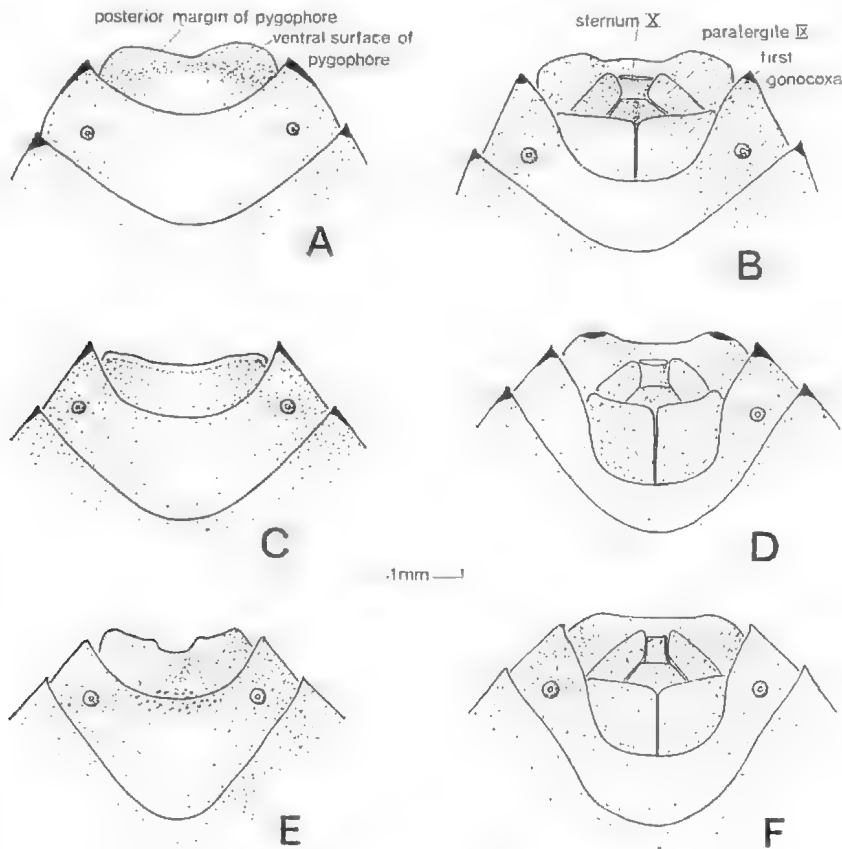 posterior margin of pygophore
ventral surface of
pygophore
A
sternum X
paratergite IX
first
gonocoxa
B
C
D
.1mm
E
F